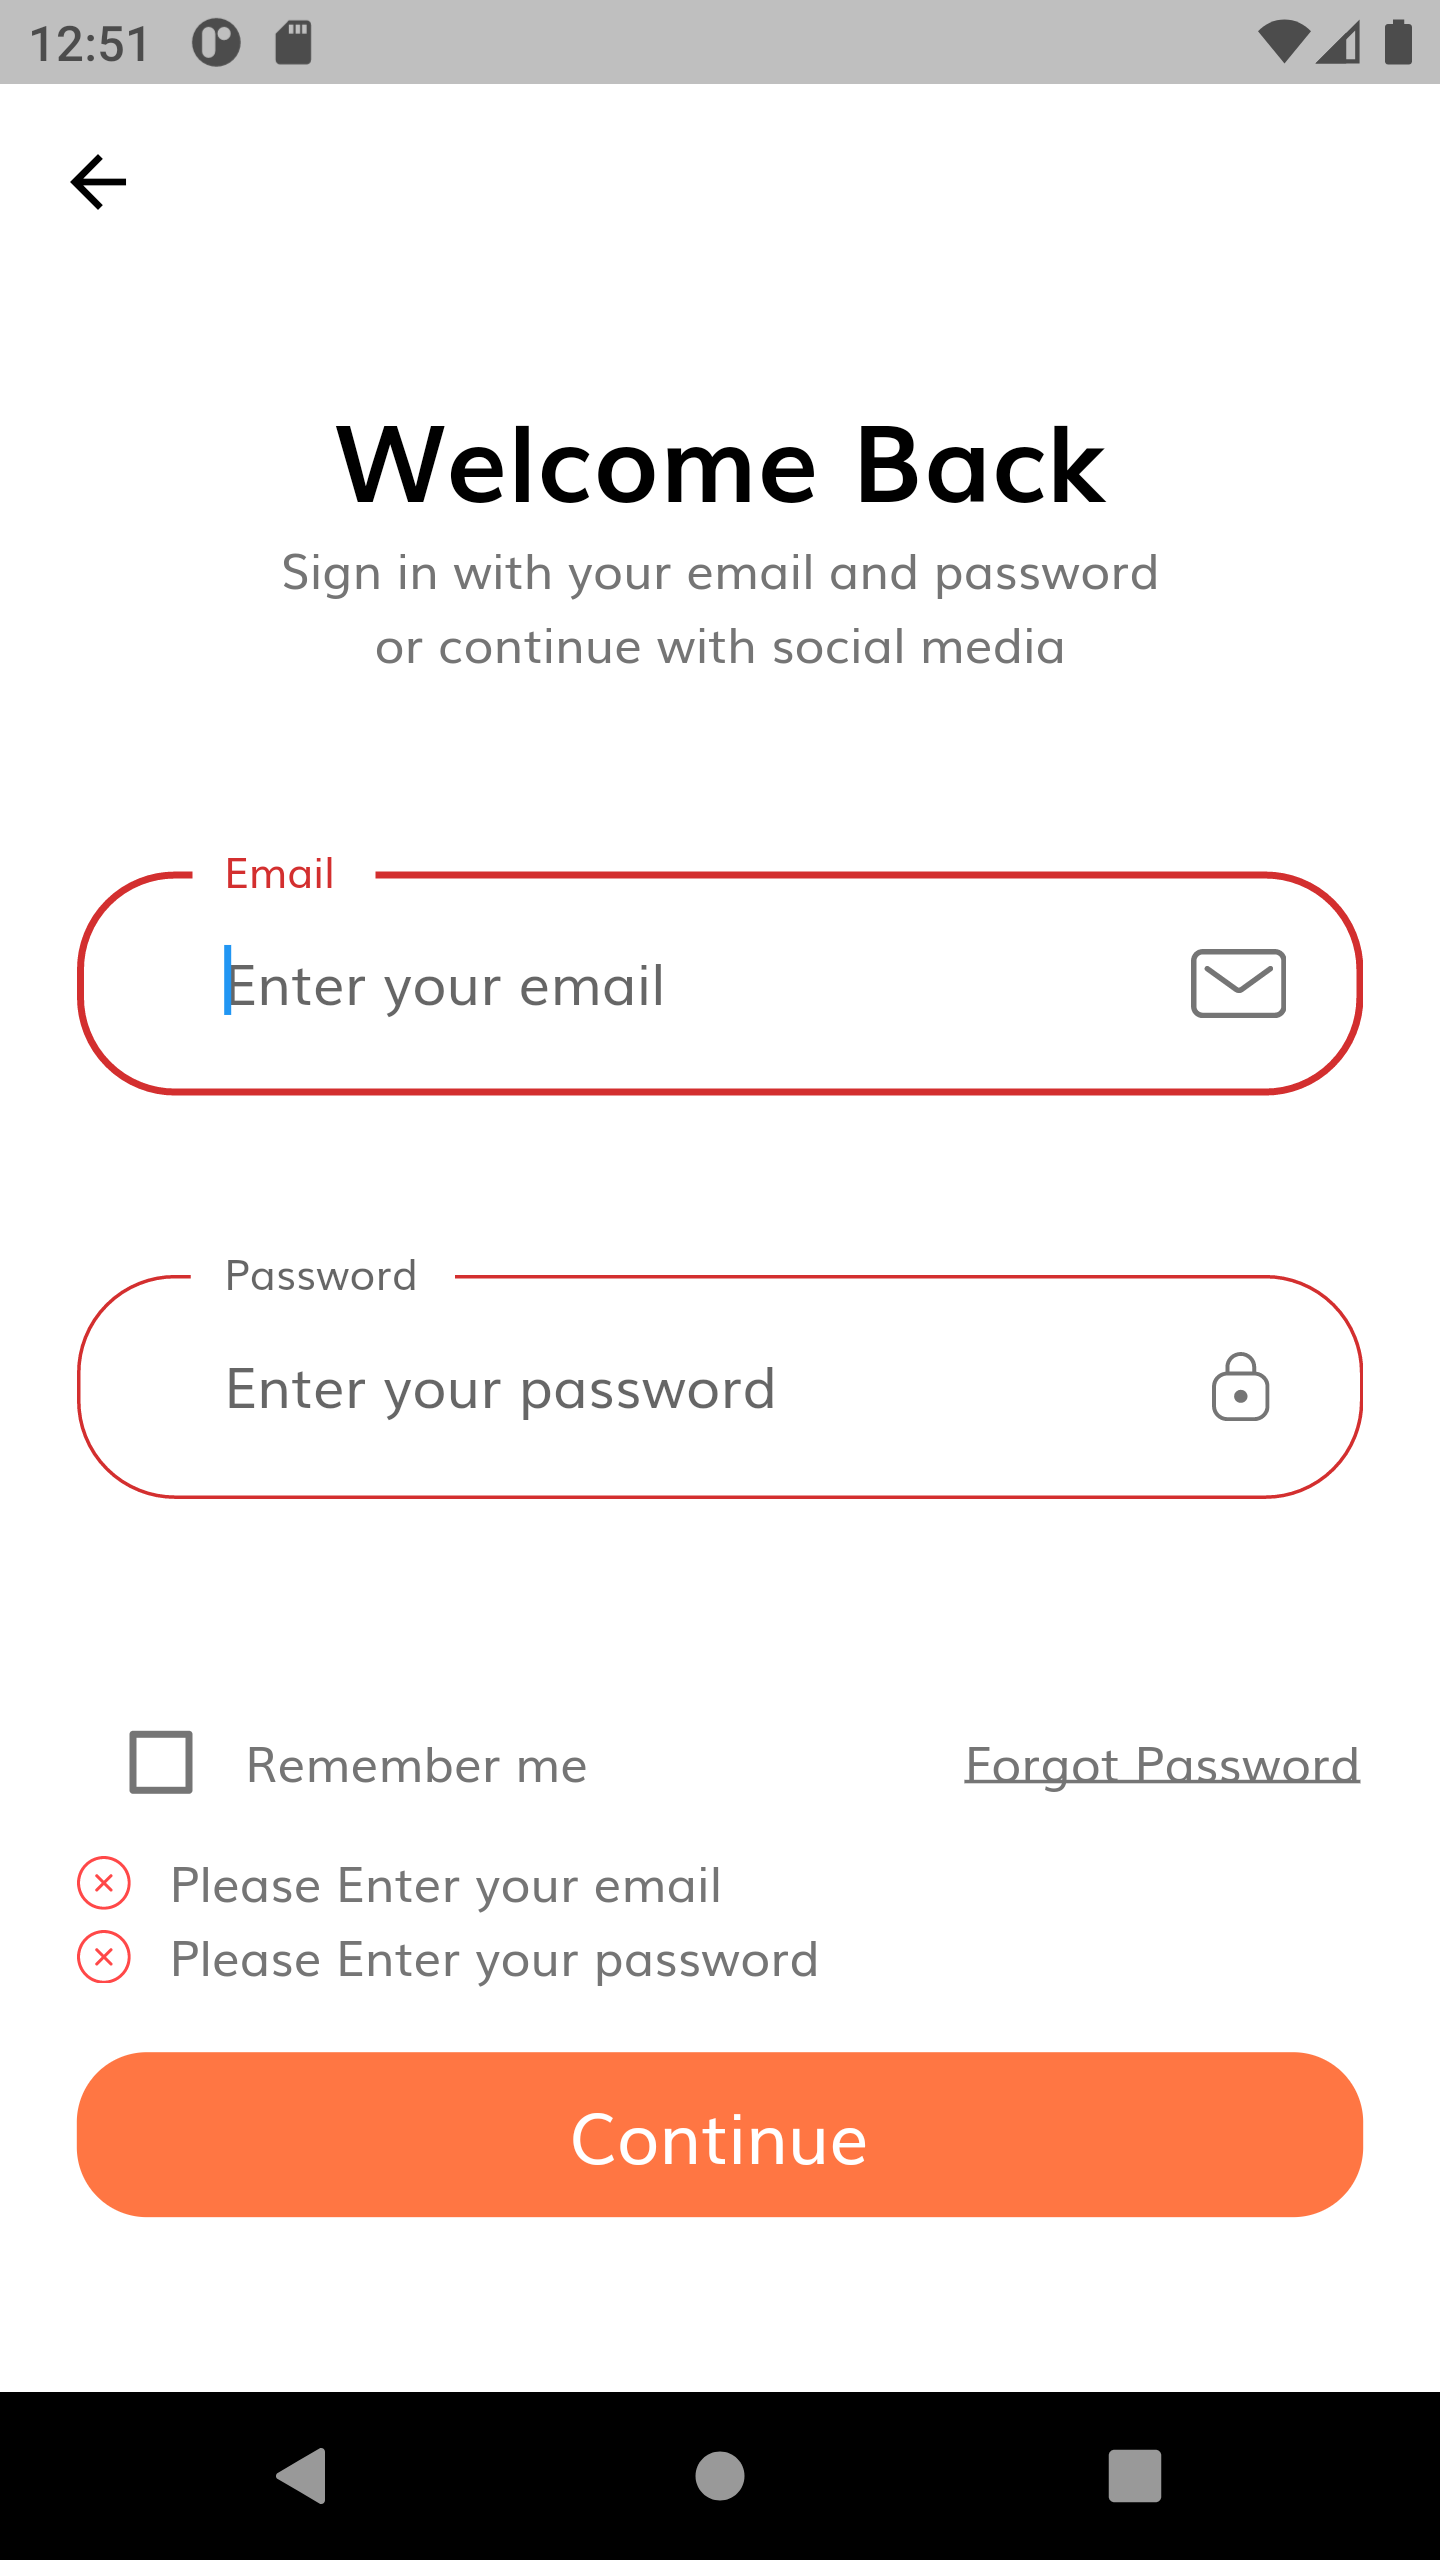 12:51
Welcome Back
Sign in with your email and password
or continue with social media
Email
Enter your email
Password
Enter your password
Remember me
Forgot Password
Please Enter your email
Please Enter your password
Continue